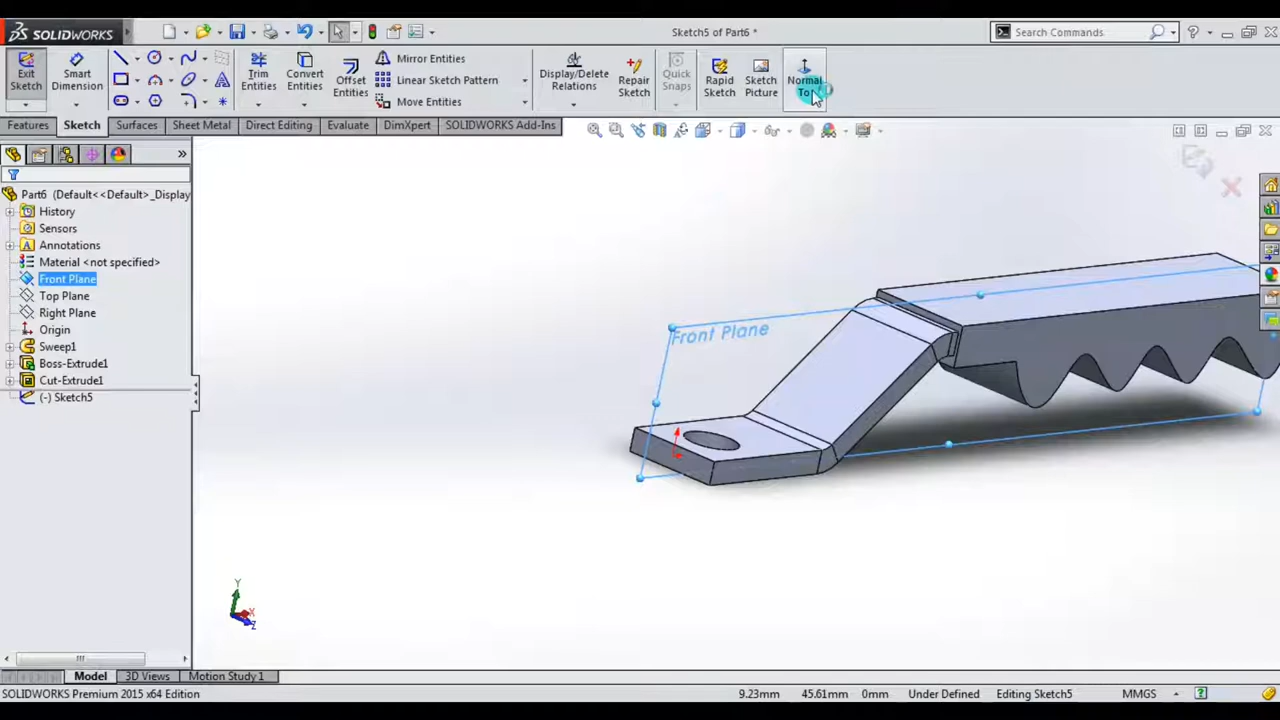 SOLIDWORKS
Sketch5 of Part6 *
Search Commands
Exit Sketch
Smart Dimension
Trim Entities
Convert Entities
Offset Entities
Mirror Entities
Linear Sketch Pattern
Move Entities
Display/Delete Relations
Repair Sketch
Quick Snaps
Rapid Sketch
Sketch Picture
Normal To
Features
Sketch
Surfaces
Sheet Metal
Direct Editing
Evaluate
DimXpert
SOLIDWORKS Add-Ins
Part6 (Default<<Default>_Display
History
Sensors
Annotations
Material <not specified>
Front Plane
Top Plane
Right Plane
Origin
Sweep1
Boss-Extrude1
Cut-Extrude1
(-) Sketch5
Front Plane
Y
X
Z
Model
3D Views
Motion Study 1
SOLIDWORKS Premium 2015 x64 Edition
9.23mm
45.61mm
0mm
Under Defined
Editing Sketch5
MMGS